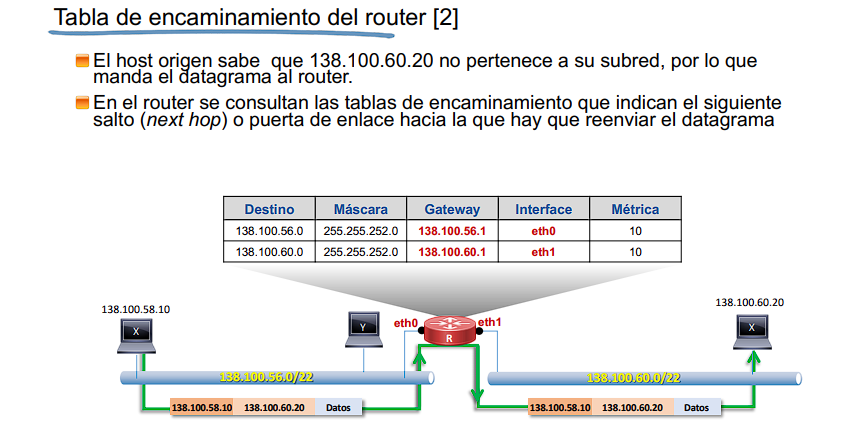 Tabla de encaminamiento del router [2]
El host origen sabe que 138.100.60.20 no pertenece a su subred, por lo que
manda el datagrama al router.
En el router se consultan las tablas de encaminamiento que indican el siguiente
salto (next hop) o puerta de enlace hacia la que hay que reenviar el datagrama
Destino Máscara Gateway Interface Métrica
138.100.56.0 255.255.252.0 138.100.56.1 eth0 10
138.100.60.0 255.255.252.0 138.100.60.1 eth1 10
138.100.58.10
138.100.60.20
X
Y
eth0
R
eth1
X
138.100.56.0/22
138.100.60.0/22
138.100.58.10 138.100.60.20 Datos
138.100.58.10 138.100.60.20 Datos